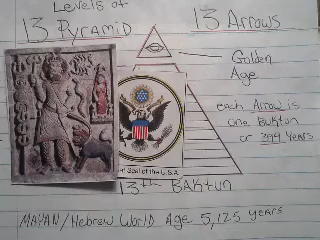 Levels of
13 Pyramid
13 Arrows
Golden
Age
each Arrow is
one Baktun
or 394 years
Seal of the U.S.A.
13th Baktun
MAYAN/Hebrew World Age 5,125 years